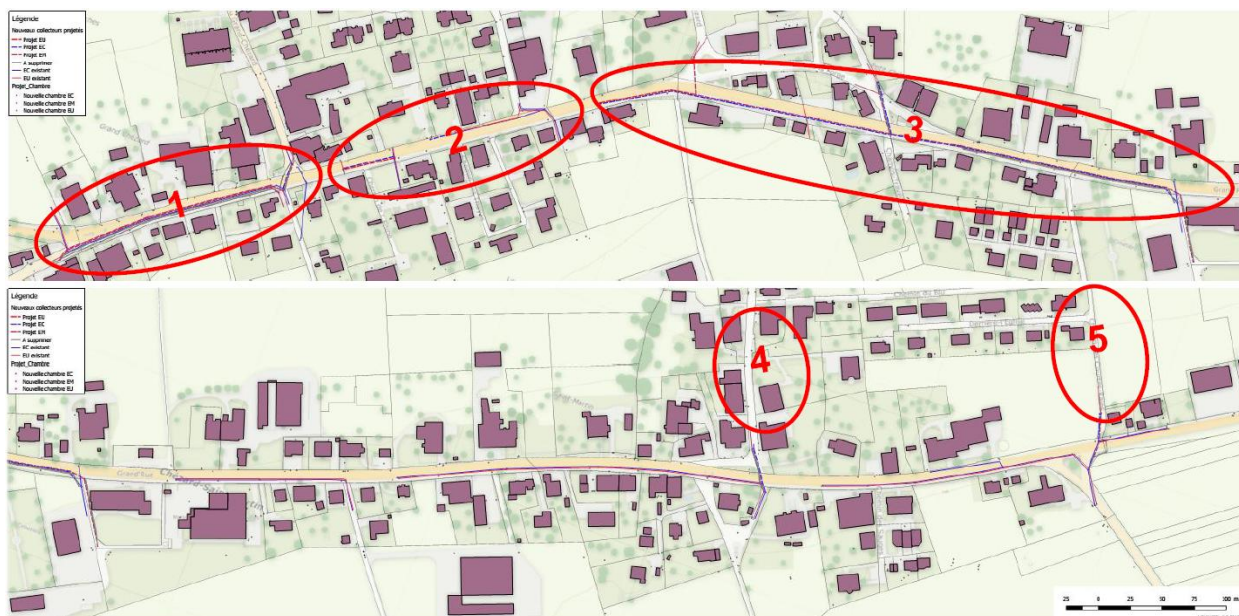 Légende
Nouveaux collecteurs projetés
Projet EU
Projet EC
Projet EM
A supprimer
EC existant
EU existant
Projet_Chambre
Nouvelle chambre EC
Nouvelle chambre EM
Nouvelle chambre EU
1
2
3
Légende
Nouveaux collecteurs projetés
Projet EU
Projet EC
Projet EM
A supprimer
EC existant
EU existant
Projet_Chambre
Nouvelle chambre EC
Nouvelle chambre EM
Nouvelle chambre EU
4
5
Grand'Rue
Chézard-Saint-Martin
25 0 25 50 75 100 m